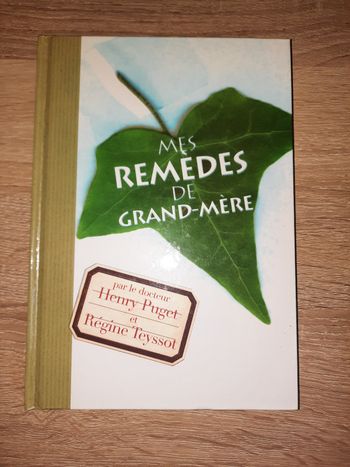 MES
REMÈDES
DE
GRAND-MÈRE
par le docteur
Henry Puget
et
Régine Teyssot